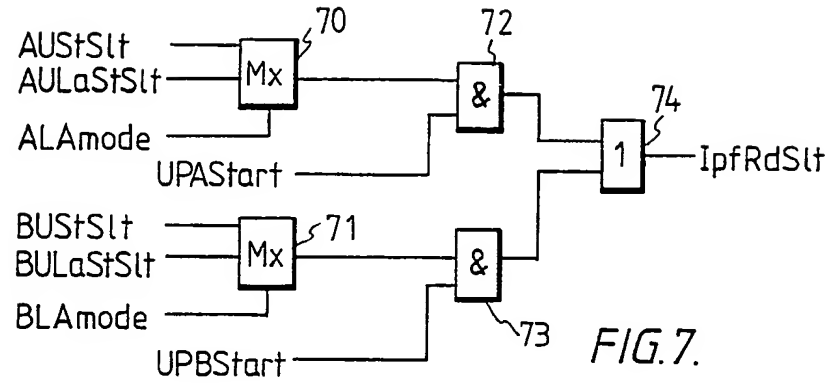 AUStSlt
AULaStSlt
ALAmode
Mx
70
UPAStart
&
72
BUStSlt
BULaStSlt
BLAmode
Mx
71
UPBStart
&
73
1
74
IpfRdSlt
FIG.7.